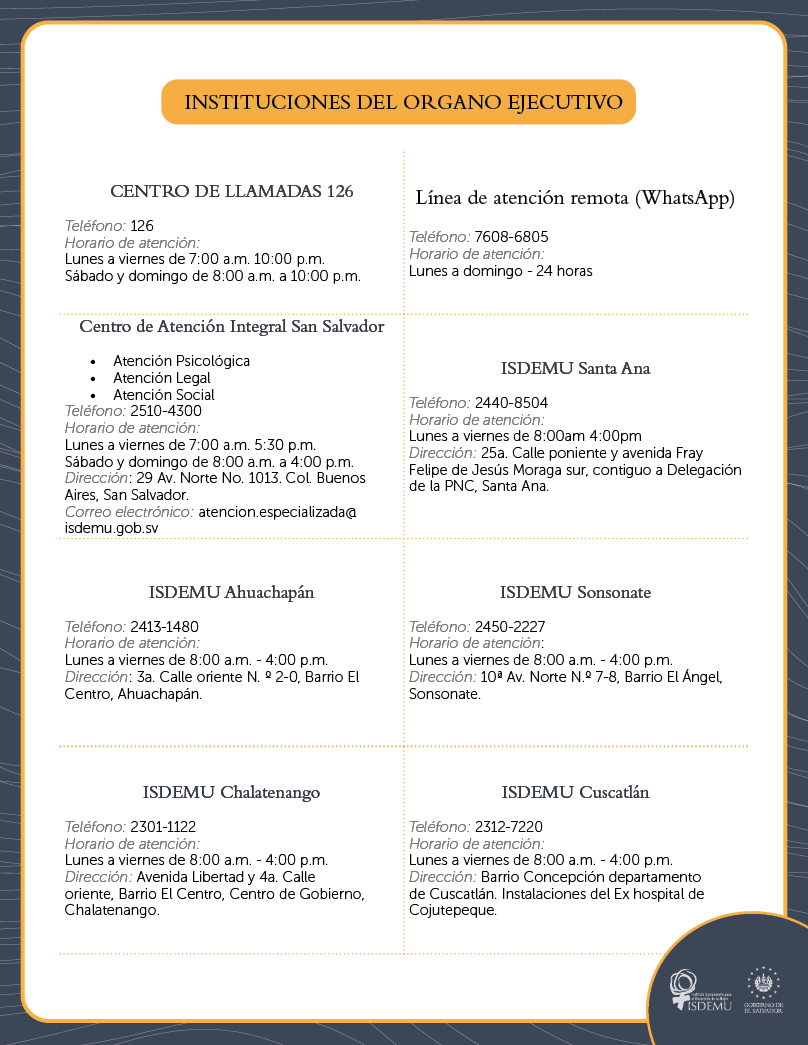 INSTITUCIONES DEL ORGANO EJECUTIVO
CENTRO DE LLAMADAS 126
Teléfono: 126
Horario de atención:
Lunes a viernes de 7:00 a.m. 10:00 p.m.
Sábado y domingo de 8:00 a.m. a 10:00 p.m.
Línea de atención remota (WhatsApp)
Teléfono: 7608-6805
Horario de atención:
Lunes a domingo - 24 horas
Centro de Atención Integral San Salvador
• Atención Psicológica
• Atención Legal
• Atención Social
Teléfono: 2510-4300
Horario de atención:
Lunes a viernes de 7:00 a.m. 5:30 p.m.
Sábado y domingo de 8:00 a.m. a 4:00 p.m.
Dirección: 29 Av. Norte No. 1013. Col. Buenos
Aires, San Salvador.
Correo electrónico: atencion.especializada@
isdemu.gob.sv
ISDEMU Santa Ana
Teléfono: 2440-8504
Horario de atención:
Lunes a viernes de 8:00am 4:00pm
Dirección: 25a. Calle poniente y avenida Fray
Felipe de Jesús Moraga sur, contiguo a Delegación
de la PNC, Santa Ana.
ISDEMU Ahuachapán
Teléfono: 2413-1480
Horario de atención:
Lunes a viernes de 8:00 a.m. - 4:00 p.m.
Dirección: 3a. Calle oriente N. º 2-0, Barrio El
Centro, Ahuachapán.
ISDEMU Sonsonate
Teléfono: 2450-2227
Horario de atención:
Lunes a viernes de 8:00 a.m. - 4:00 p.m.
Dirección: 10ª Av. Norte N.º 7-8, Barrio El Ángel,
Sonsonate.
ISDEMU Chalatenango
Teléfono: 2301-1122
Horario de atención:
Lunes a viernes de 8:00 a.m. - 4:00 p.m.
Dirección: Avenida Libertad y 4a. Calle
oriente, Barrio El Centro, Centro de Gobierno,
Chalatenango.
ISDEMU Cuscatlán
Teléfono: 2312-7220
Horario de atención:
Lunes a viernes de 8:00 a.m. - 4:00 p.m.
Dirección: Barrio Concepción departamento
de Cuscatlán. Instalaciones del Ex hospital de
Cojutepeque.
ISDEMU
GOBIERNO DE
EL SALVADOR